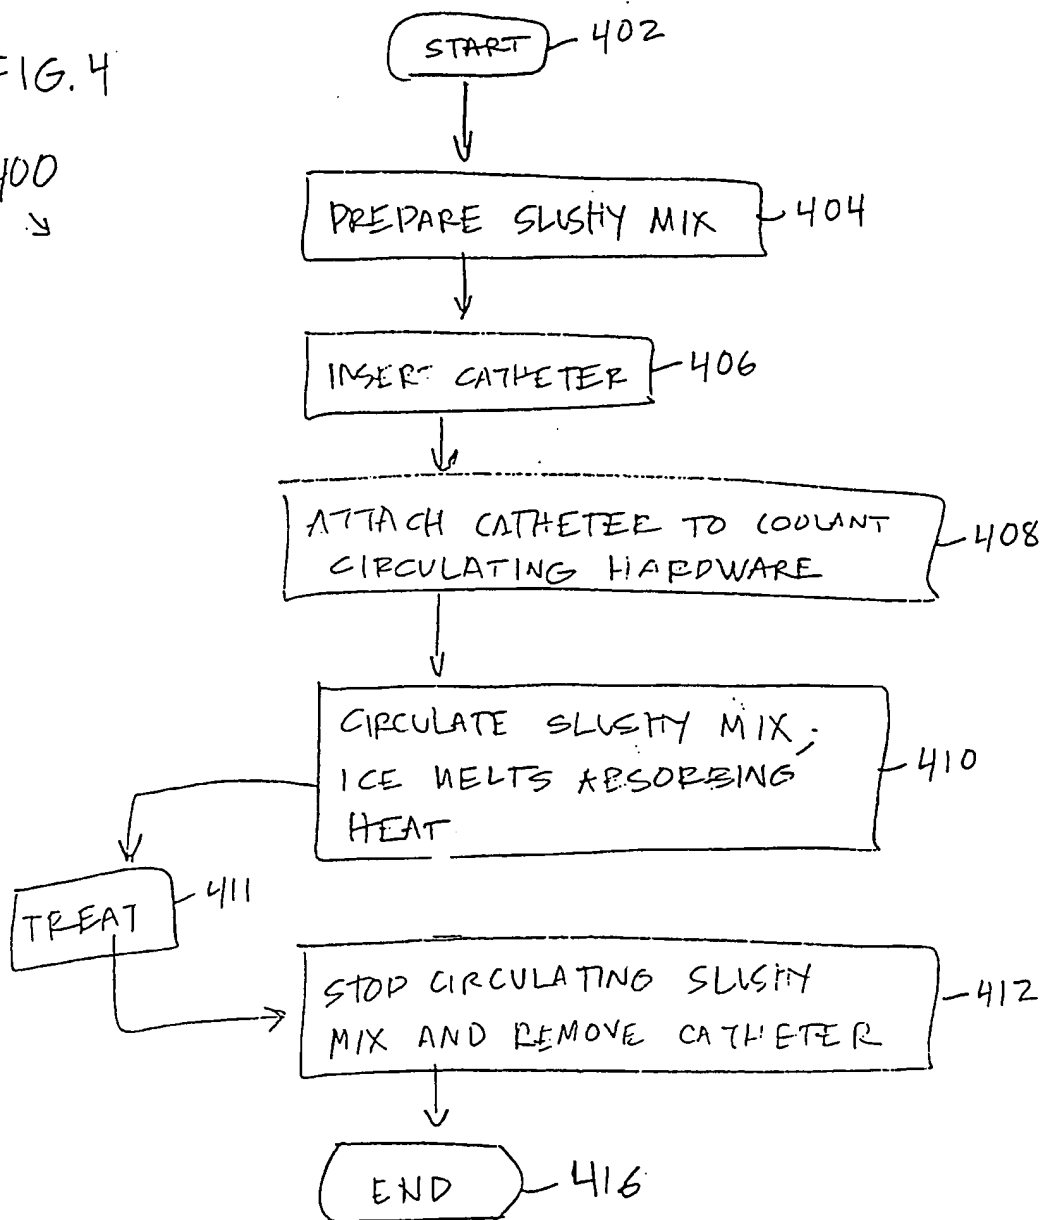 FIG. 4
400
START
402
PREPARE SLUSHY MIX
404
INSERT CATHETER
406
ATTACH CATHETER TO COOLANT
CIRCULATING HARDWARE
408
CIRCULATE SLUSHY MIX;
ICE MELTS ABSORBING
HEAT
410
TREAT
411
STOP CIRCULATING SLUSHY
MIX AND REMOVE CATHETER
412
END
416